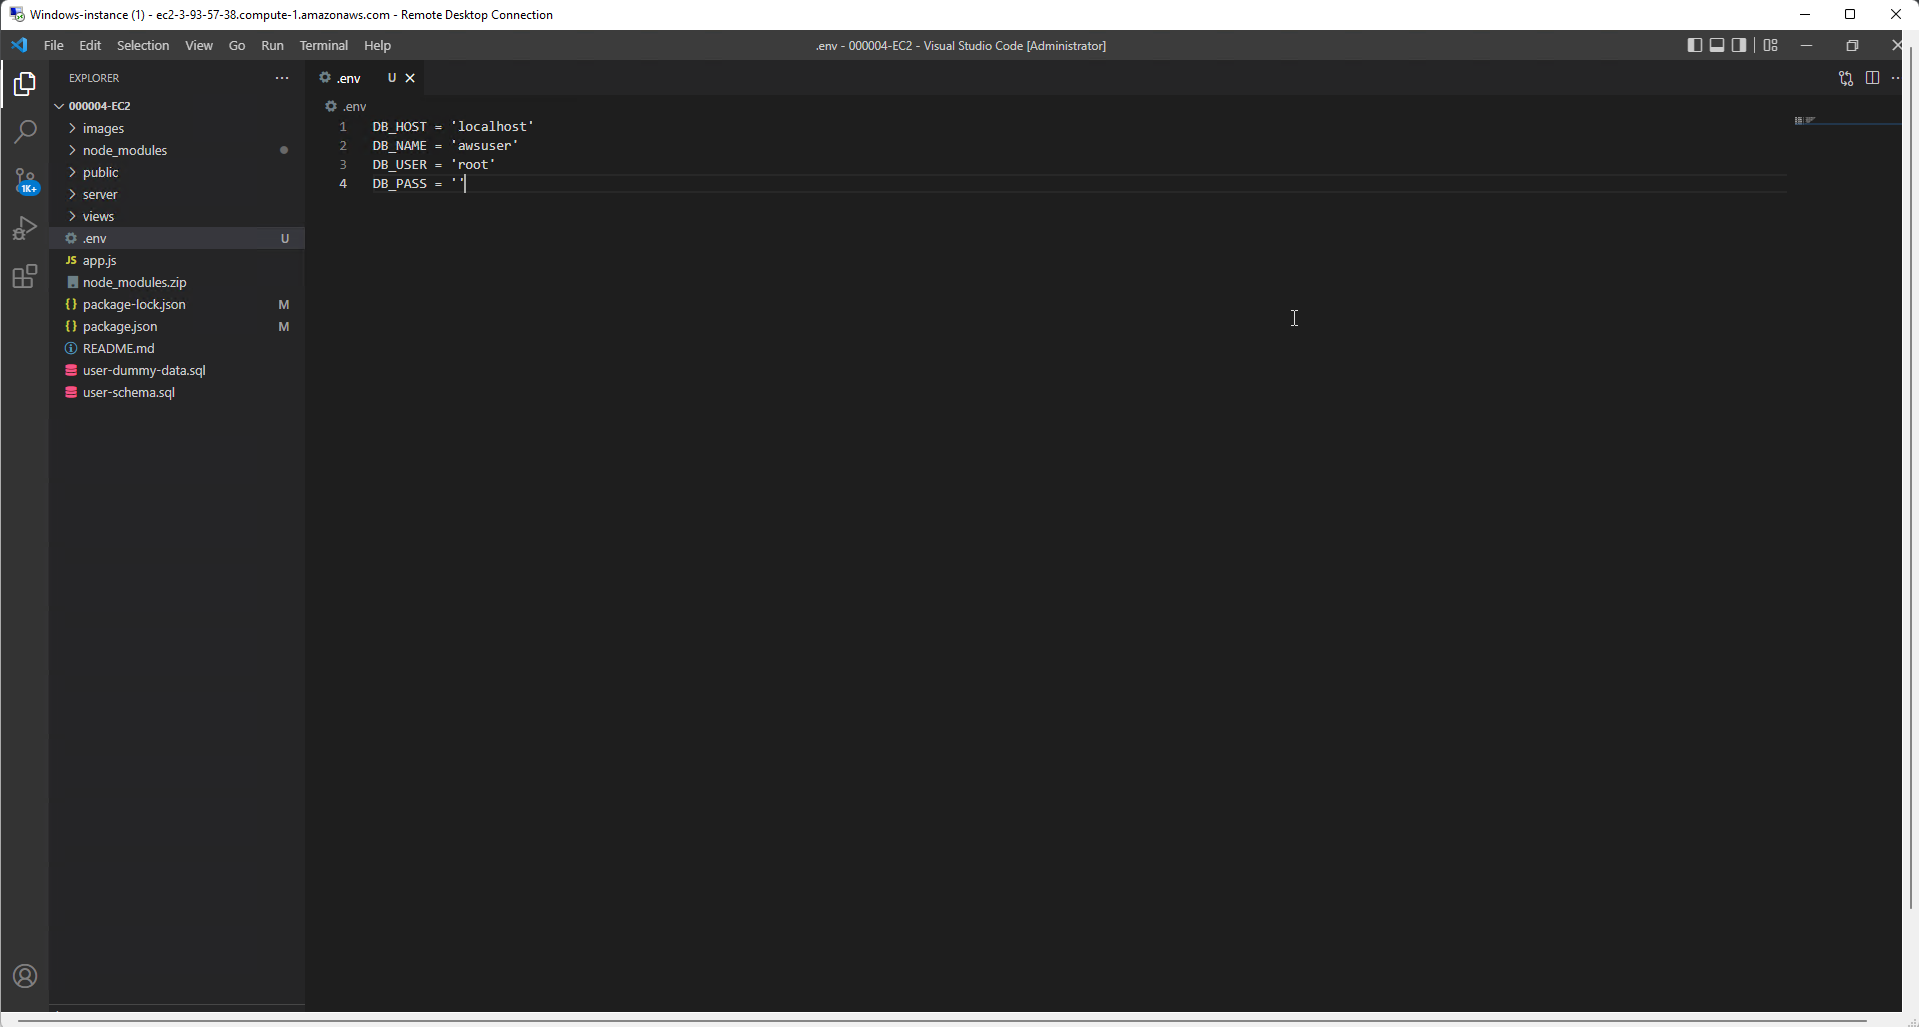 Windows-instance (1) - ec2-3-93-57-38.compute-1.amazonaws.com - Remote Desktop Connection
File Edit Selection View Go Run Terminal Help
.env - 000004-EC2 - Visual Studio Code [Administrator]
EXPLORER
.env U
000004-EC2
.env
images
node_modules
public
server
views
.env U
JS app.js
node_modules.zip
{} package-lock.json M
{} package.json M
README.md
user-dummy-data.sql
user-schema.sql
1K+
1 DB_HOST = 'localhost'
2 DB_NAME = 'awsuser'
3 DB_USER = 'root'
4 DB_PASS = ''